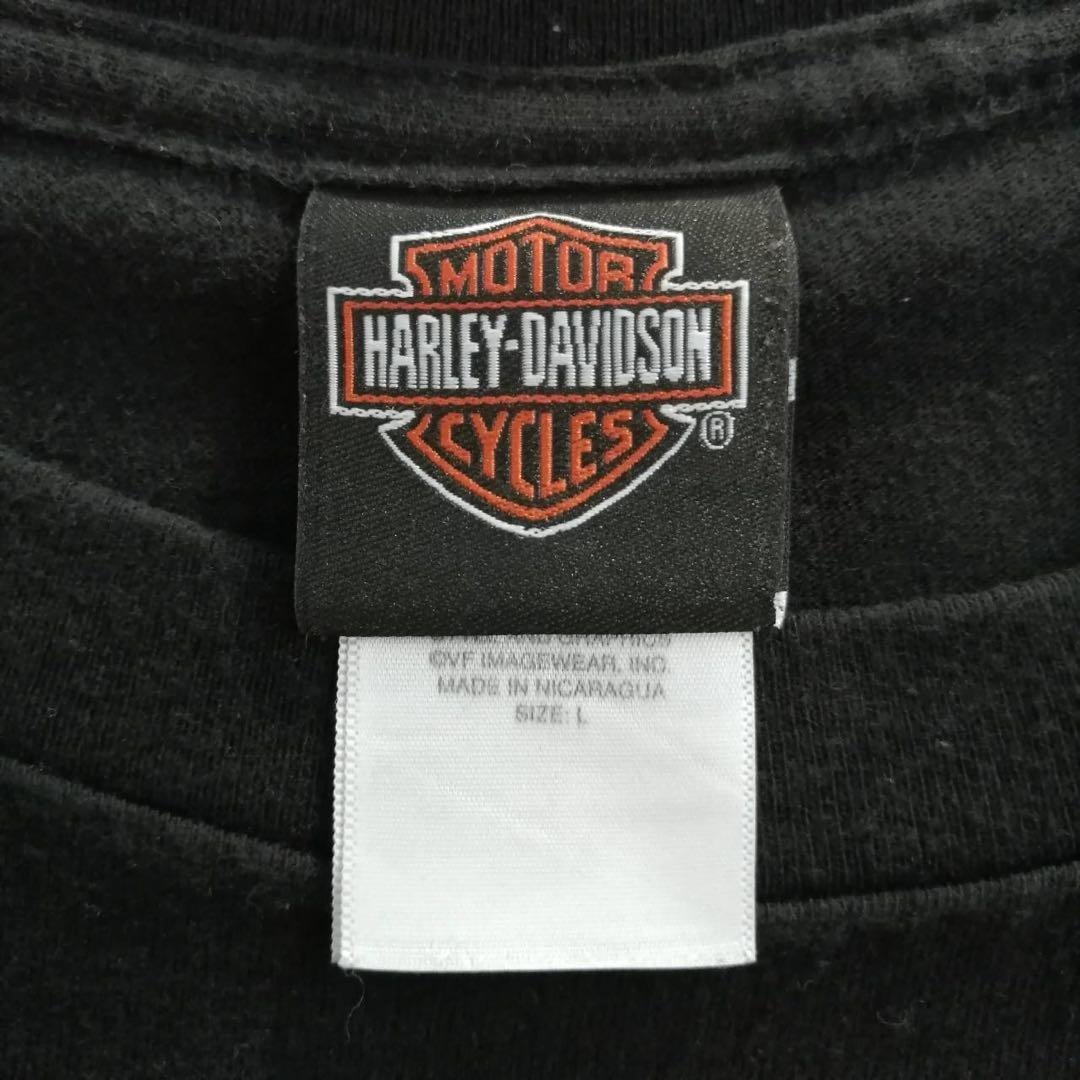 MOTOR
HARLEY-DAVIDSON
CYCLES
®
©VF IMAGEWEAR, INC.
MADE IN NICARAGUA
SIZE: L